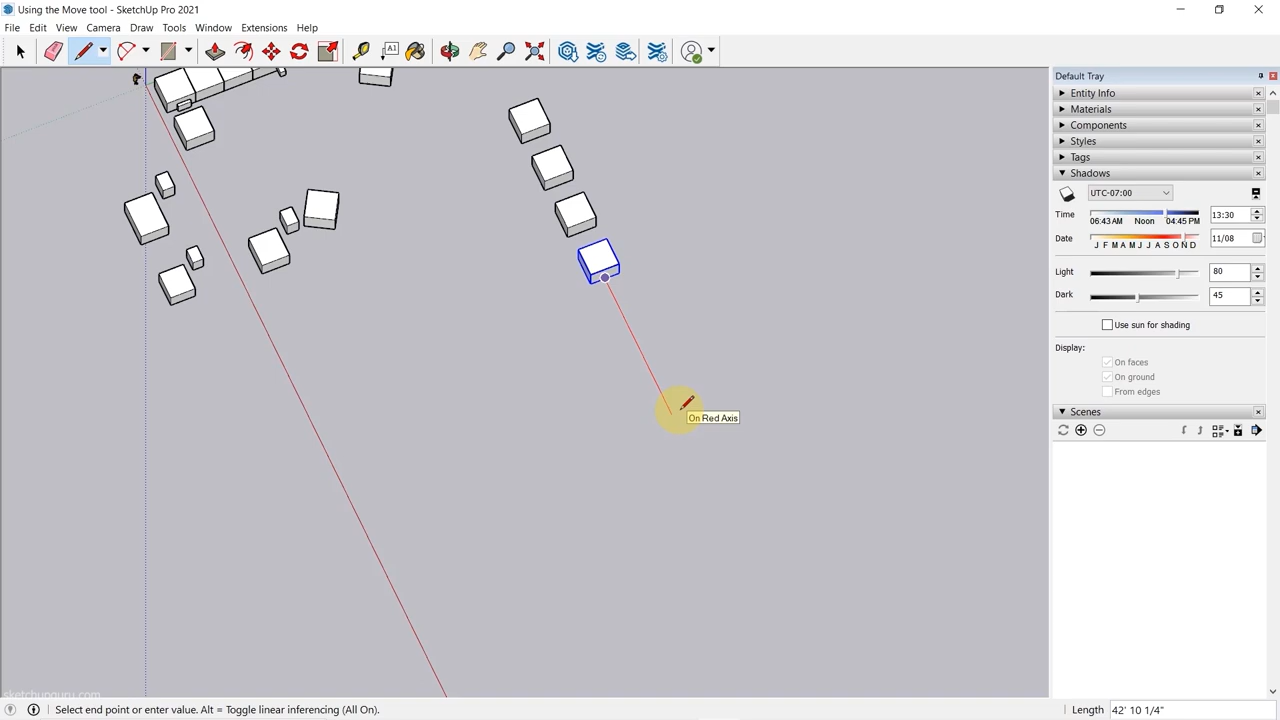 Using the Move tool - SketchUp Pro 2021
File Edit View Camera Draw Tools Window Extensions Help
A1
Default Tray
Entity Info
Materials
Components
Styles
Tags
Shadows
UTC-07:00
Time 13:30
06:43 AM Noon 04:45 PM
Date 11/08
J F M A M J J A S O N D
Light 80
Dark 45
Use sun for shading
Display:
On faces
On ground
From edges
Scenes
On Red Axis
sketchupguru.com
Select end point or enter value. Alt = Toggle linear inferencing (All On).
Length 42' 10 1/4"